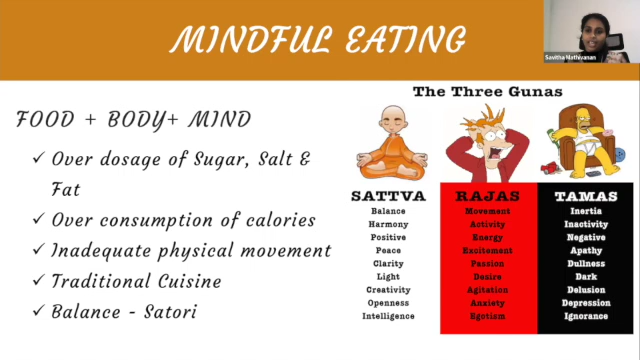 MINDFUL EATING
Savitha Mathiyanan
FOOD + BODY+ MIND
✓ Over dosage of Sugar, Salt &
Fat
✓ Over consumption of calories
✓ Inadequate physical movement
✓ Traditional Cuisine
✓ Balance - Satori
The Three Gunas
SATTVA
Balance
Harmony
Positive
Peace
Clarity
Light
Creativity
Openness
Intelligence
RAJAS
Movement
Activity
Energy
Excitement
Passion
Desire
Agitation
Anxiety
Egotism
TAMAS
Inertia
Inactivity
Negative
Apathy
Dullness
Dark
Delusion
Depression
Ignorance